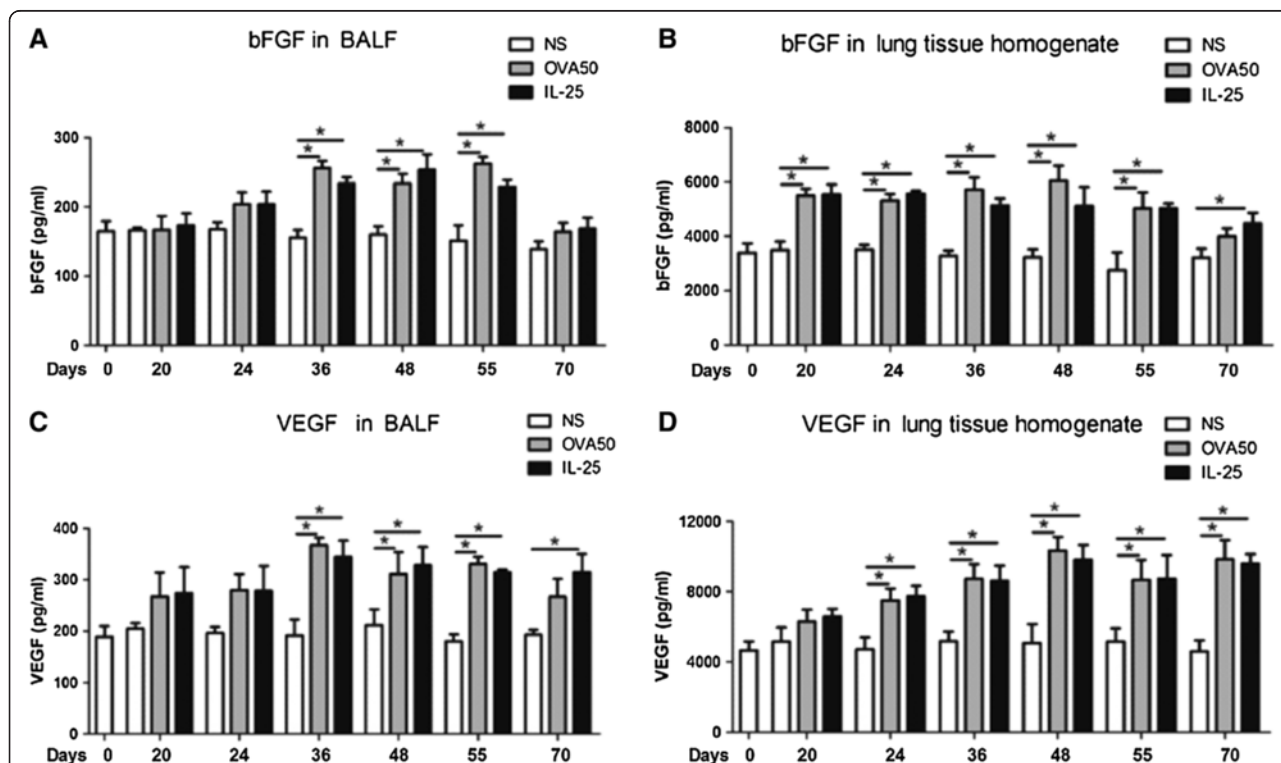 A
bFGF in BALF
NS
OVA50
IL-25
bFGF (pg/ml)
300
200
100
0
* * * * * *
Days 0 20 24 36 48 55 70
B
bFGF in lung tissue homogenate
NS
OVA50
IL-25
bFGF (pg/ml)
8000
6000
4000
2000
0
* * * * * * * * * * *
Days 0 20 24 36 48 55 70
C
VEGF in BALF
NS
OVA50
IL-25
VEGF (pg/ml)
400
300
200
100
0
* * * * * * *
Days 0 20 24 36 48 55 70
D
VEGF in lung tissue homogenate
NS
OVA50
IL-25
VEGF (pg/ml)
12000
8000
4000
0
* * * * * * * * * *
Days 0 20 24 36 48 55 70